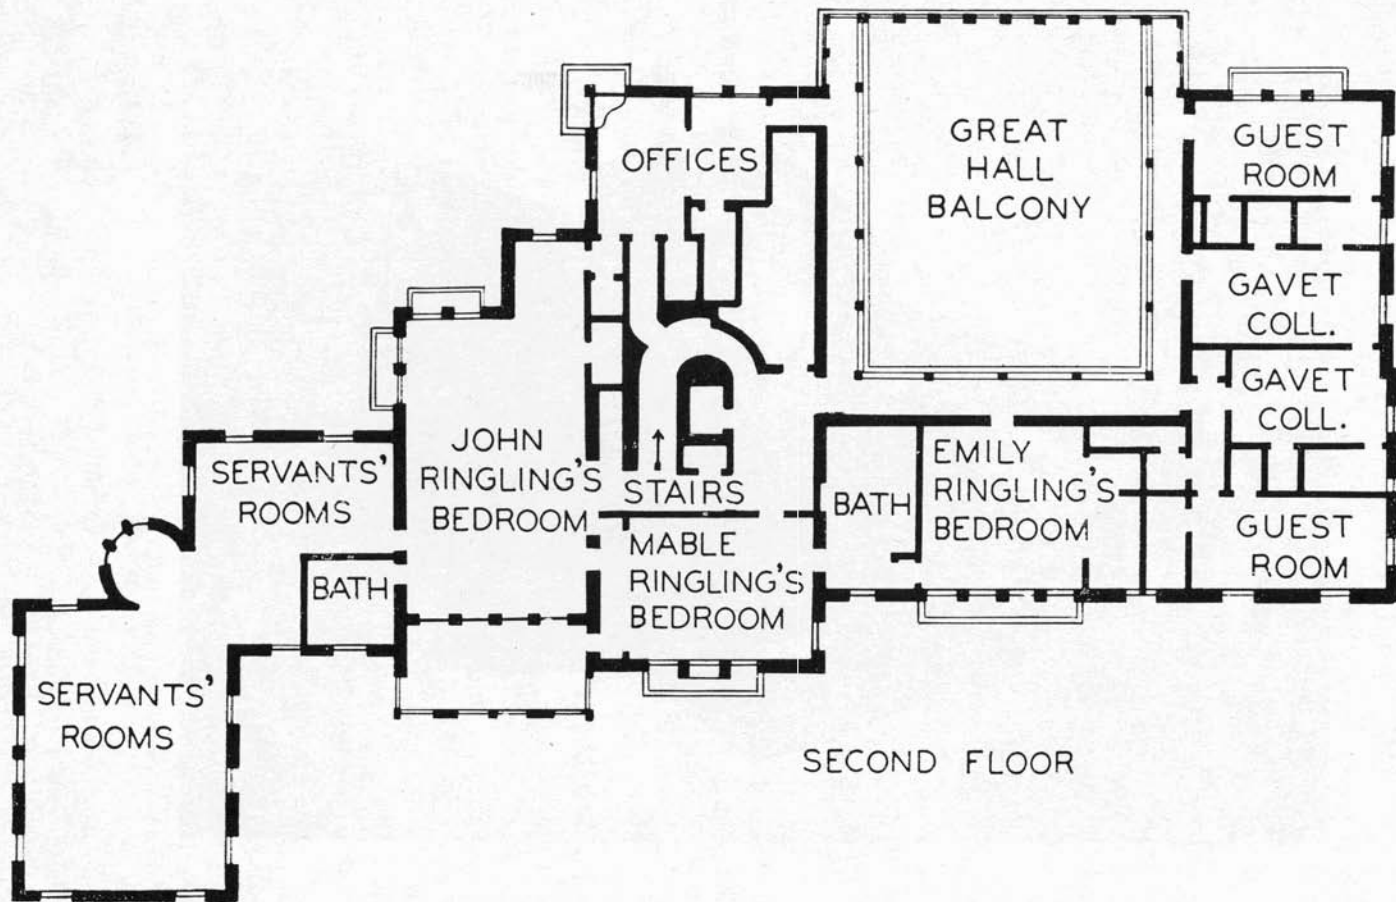 GREAT
HALL
BALCONY
GUEST
ROOM
OFFICES
GAVET
COLL.
GAVET
COLL.
JOHN
RINGLING'S
BEDROOM
SERVANTS'
ROOMS
STAIRS
BATH
EMILY
RINGLING'S
BEDROOM
GUEST
ROOM
MABLE
RINGLING'S
BEDROOM
BATH
SERVANTS'
ROOMS
SECOND FLOOR